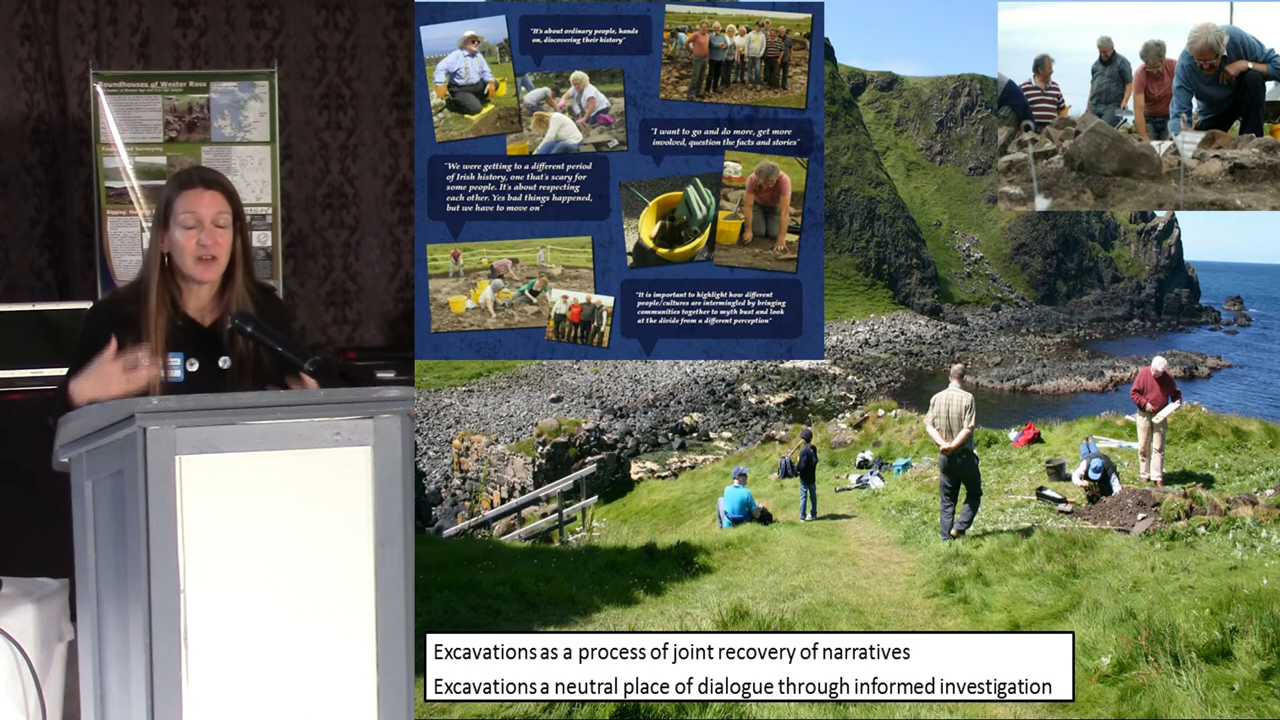 Roundhouses of Wester Ross
"It's about ordinary people, hands
on, discovering their history"
"I want to go and do more, get more
involved, question the facts and stories"
"We were getting to a different period
of Irish history, one that's scary for
some people. It's about respecting
each other. Yes bad things happened,
but we have to move on"
"It is important to highlight how different
people/cultures are intermingled by bringing
communities together to myth bust and look
at the divide from a different perception"
Excavations as a process of joint recovery of narratives
Excavations a neutral place of dialogue through informed investigation